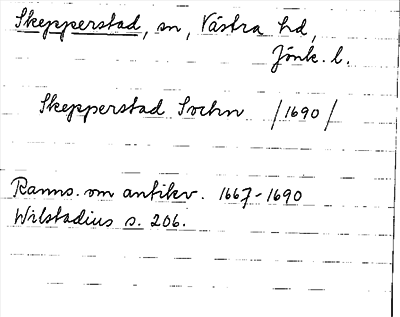 Skepperstad, sn, Västra hd,
Jönk. l.
Skepperstad Sochn /1690/
Ranns. om antikv. 1667-1690
Wilstadius s. 206.